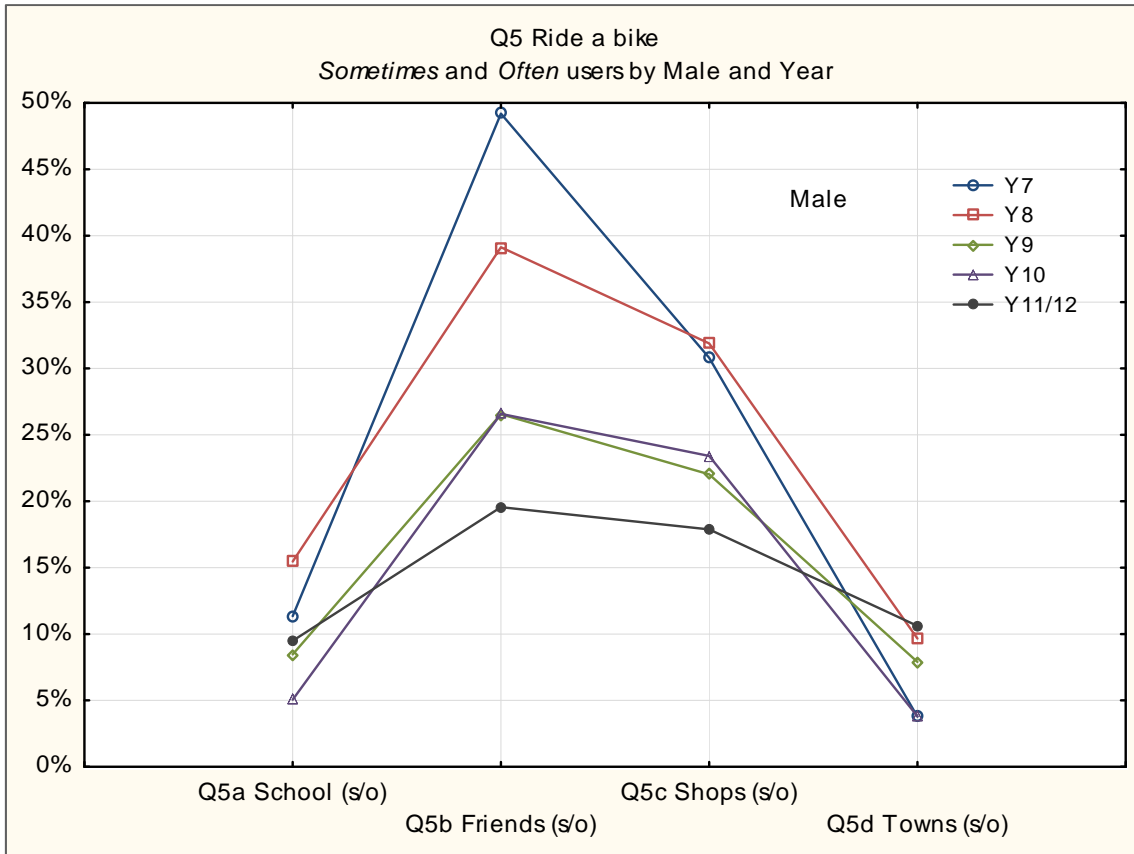 Q5 Ride a bike
Sometimes and Often users by Male and Year
50%
45%
40%
35%
30%
25%
20%
15%
10%
5%
0%
Male
Y7
Y8
Y9
Y10
Y11/12
Q5a School (s/o)
Q5b Friends (s/o)
Q5c Shops (s/o)
Q5d Towns (s/o)